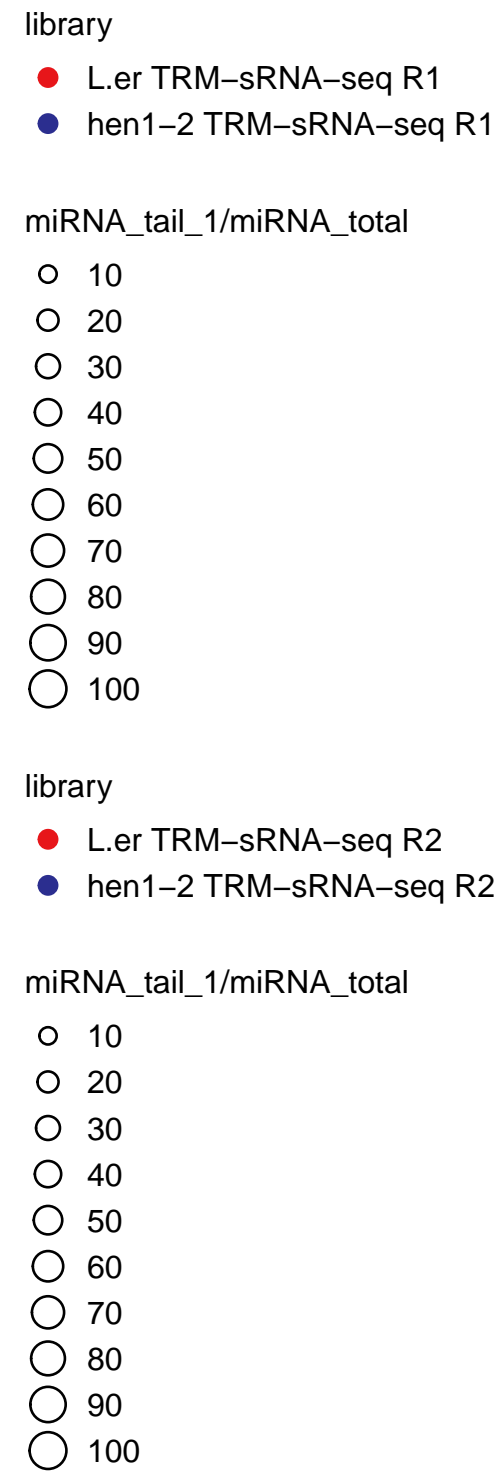 library
L.er TRM−sRNA−seq R1
hen1−2 TRM−sRNA−seq R1
miRNA_tail_1/miRNA_total
10
20
30
40
50
60
70
80
90
100
library
L.er TRM−sRNA−seq R2
hen1−2 TRM−sRNA−seq R2
miRNA_tail_1/miRNA_total
10
20
30
40
50
60
70
80
90
100